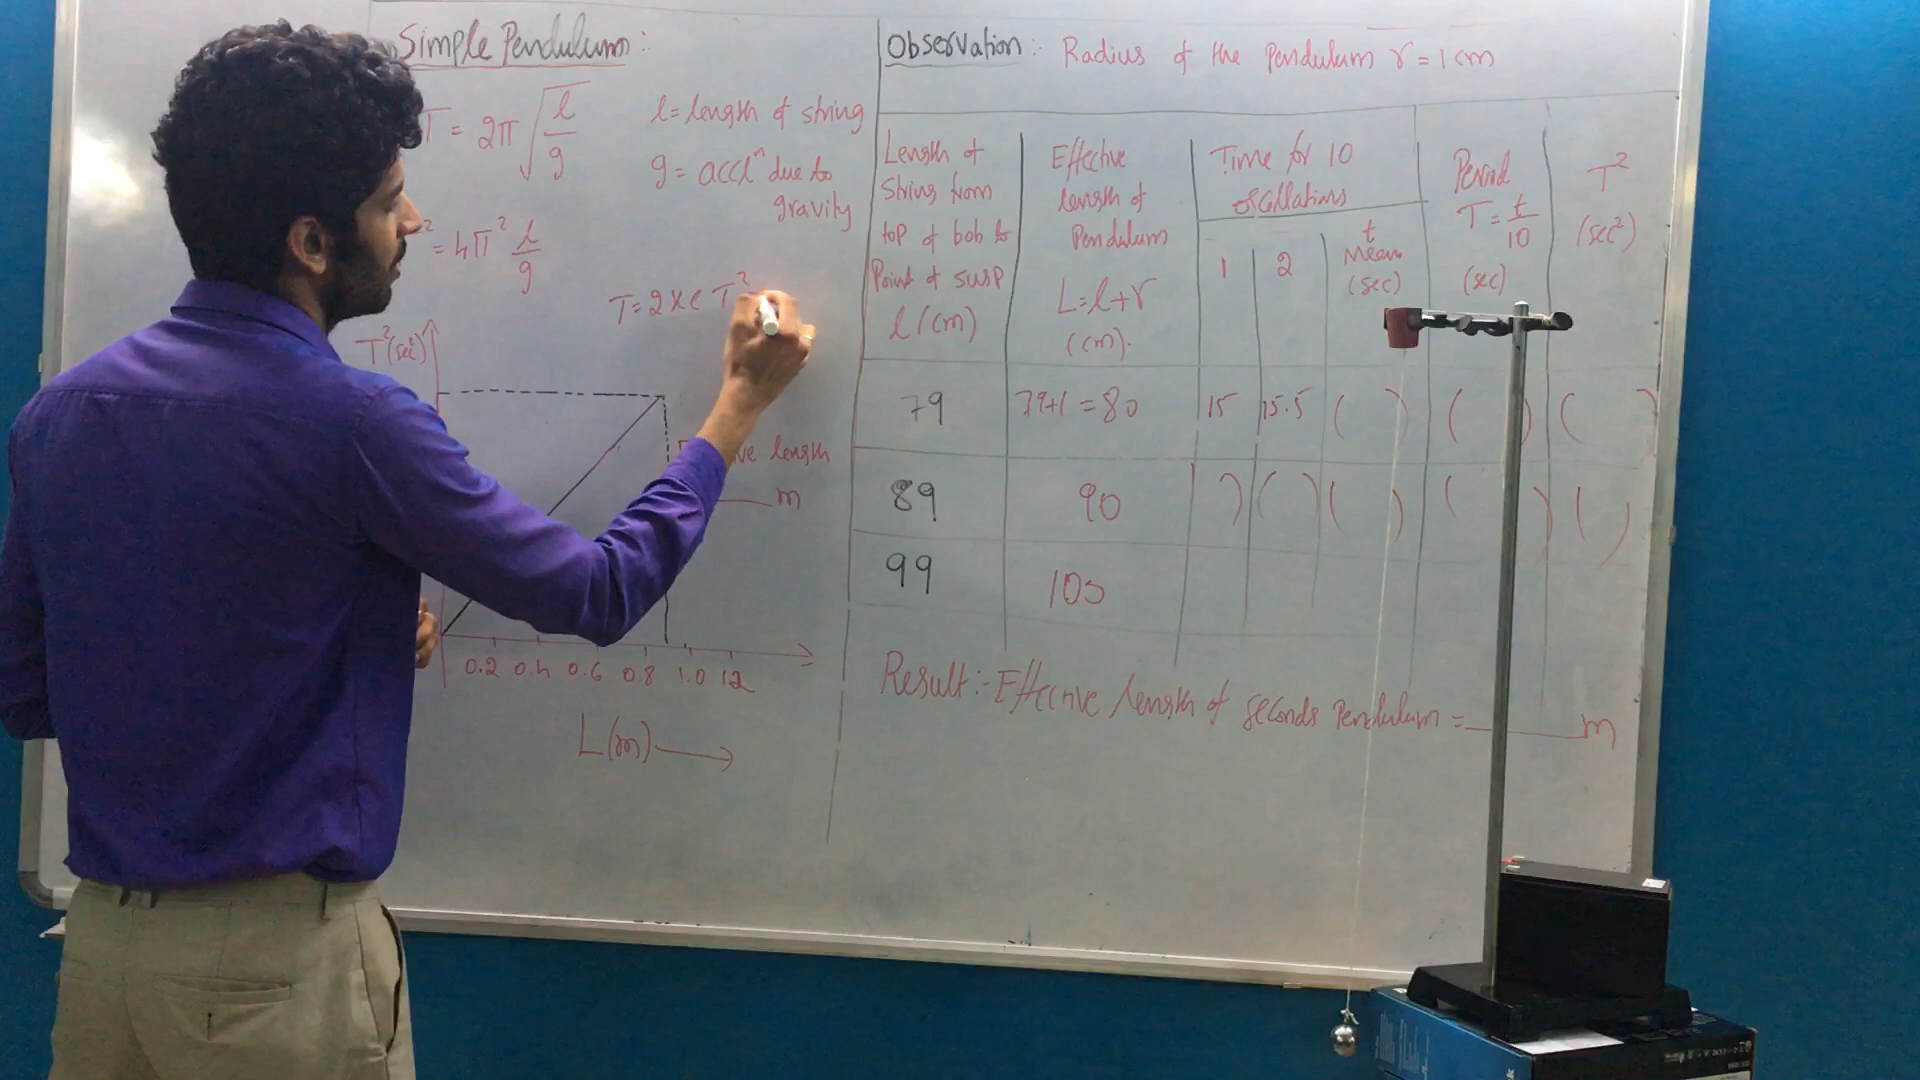 Simple Pendulum :
T = 2π √ l / g
l = length of string
g = accl^n due to
gravity
² = 4π² l / g
T = 2 sec T²
T² (sec²)
ve length
m
0.2 0.4 0.6 0.8 1.0 1.2
L(m)
Observation : Radius of the Pendulum r = 1 cm
Length of
string from
top of bob to
Point of susp
l (cm)
Effective
length of
Pendulum
L = l + r
(cm).
Time for 10
oscillations
1 2
t
Mean
(sec)
Period
T = t / 10
(sec)
T²
(sec²)
79 79+1 = 80 15 15.5 ( ) ( ) ( )
89 90 ( ) ( ) ( ) ( ) ( )
99 100
Result :- Effective length of seconds Pendulum = ______ m